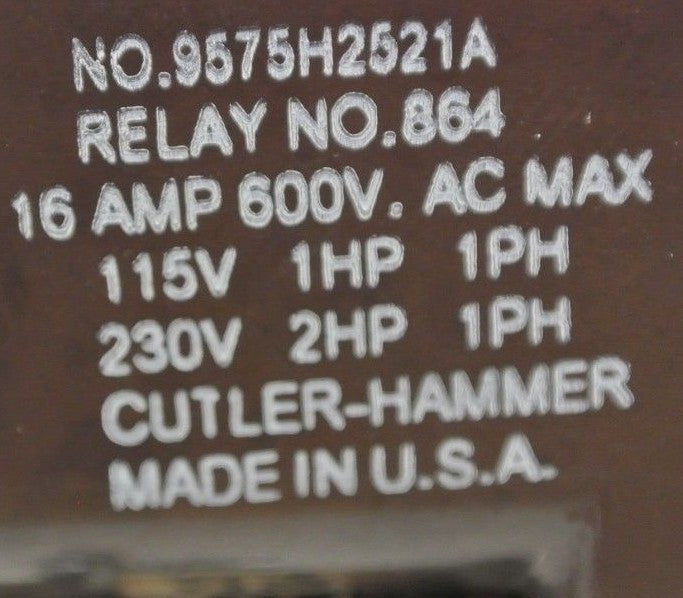 NO.9575H2521A
RELAY NO.864
16 AMP 600V. AC MAX
115V 1HP 1PH
230V 2HP 1PH
CUTLER-HAMMER
MADE IN U.S.A.